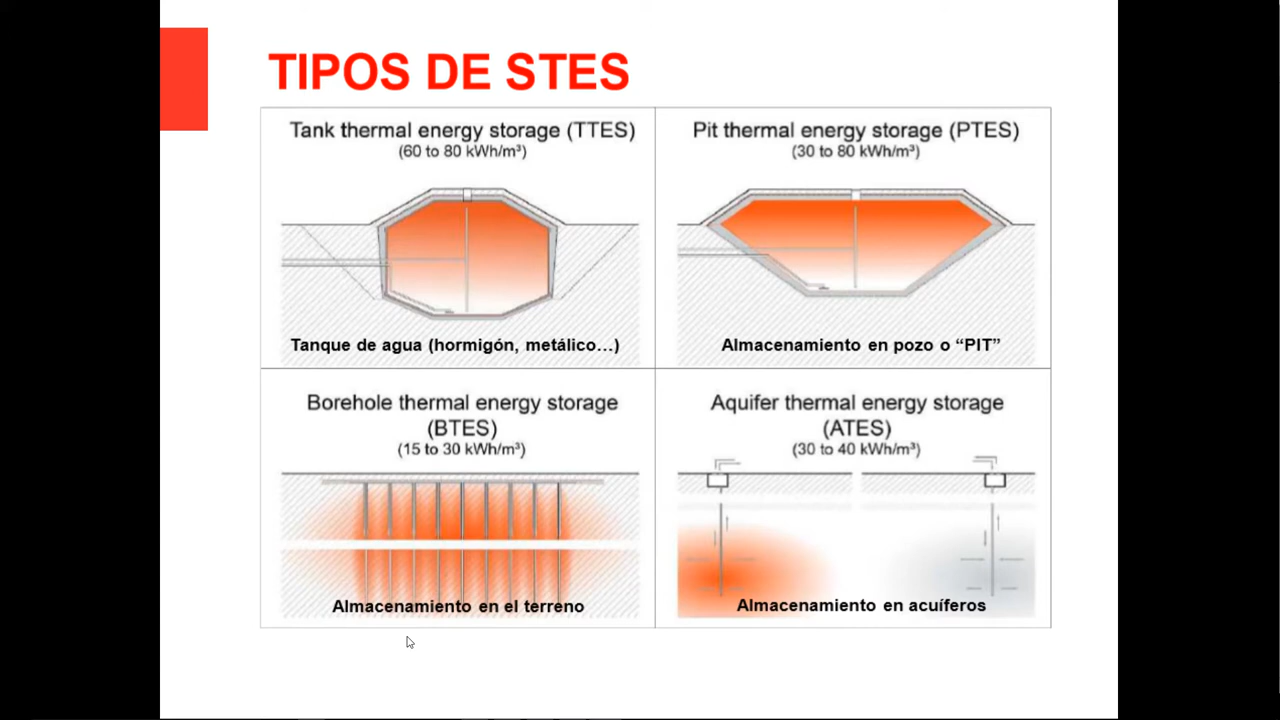 TIPOS DE STES
Tank thermal energy storage (TTES)
(60 to 80 kWh/m³)
Tanque de agua (hormigón, metálico…)
Pit thermal energy storage (PTES)
(30 to 80 kWh/m³)
Almacenamiento en pozo o “PIT”
Borehole thermal energy storage
(BTES)
(15 to 30 kWh/m³)
Almacenamiento en el terreno
Aquifer thermal energy storage
(ATES)
(30 to 40 kWh/m³)
Almacenamiento en acuíferos